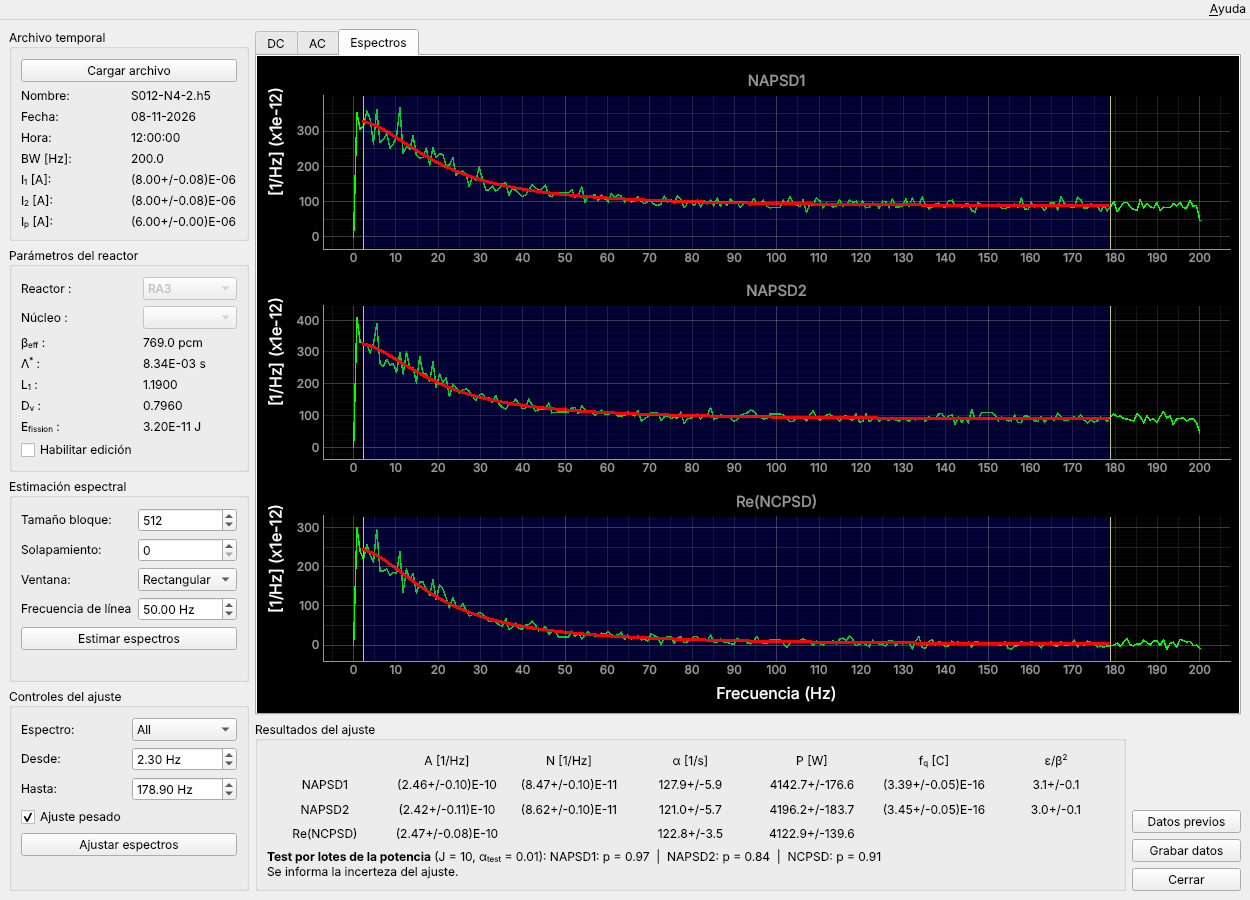 Ayuda
Archivo temporal
Cargar archivo
Nombre: S012-N4-2.h5
Fecha: 08-11-2026
Hora: 12:00:00
BW [Hz]: 200.0
I₁ [A]: (8.00+/-0.08)E-06
I₂ [A]: (8.00+/-0.08)E-06
Iₚ [A]: (6.00+/-0.00)E-06
Parámetros del reactor
Reactor : RA3
Núcleo :
βₑff : 769.0 pcm
Λ* : 8.34E-03 s
L₁ : 1.1900
Dᵥ : 0.7960
Efission : 3.20E-11 J
Habilitar edición
Estimación espectral
Tamaño bloque: 512
Solapamiento: 0
Ventana: Rectangular
Frecuencia de línea 50.00 Hz
Estimar espectros
Controles del ajuste
Espectro: All
Desde: 2.30 Hz
Hasta: 178.90 Hz
Ajuste pesado
Ajustar espectros
DC AC Espectros
NAPSD1
[1/Hz] (x1e-12)
300
200
100
0
0 10 20 30 40 50 60 70 80 90 100 110 120 130 140 150 160 170 180 190 200
NAPSD2
[1/Hz] (x1e-12)
400
300
200
100
0
0 10 20 30 40 50 60 70 80 90 100 110 120 130 140 150 160 170 180 190 200
Re(NCPSD)
[1/Hz] (x1e-12)
300
200
100
0
0 10 20 30 40 50 60 70 80 90 100 110 120 130 140 150 160 170 180 190 200
Frecuencia (Hz)
Resultados del ajuste
A [1/Hz] N [1/Hz] α [1/s] P [W] f_q [C] ε/β²
NAPSD1 (2.46+/-0.10)E-10 (8.47+/-0.10)E-11 127.9+/-5.9 4142.7+/-176.6 (3.39+/-0.05)E-16 3.1+/-0.1
NAPSD2 (2.42+/-0.11)E-10 (8.62+/-0.10)E-11 121.0+/-5.7 4196.2+/-183.7 (3.45+/-0.05)E-16 3.0+/-0.1
Re(NCPSD) (2.47+/-0.08)E-10 122.8+/-3.5 4122.9+/-139.6
Test por lotes de la potencia (J = 10, αₜₑₛₜ = 0.01): NAPSD1: p = 0.97 | NAPSD2: p = 0.84 | NCPSD: p = 0.91
Se informa la incerteza del ajuste.
Datos previos
Grabar datos
Cerrar